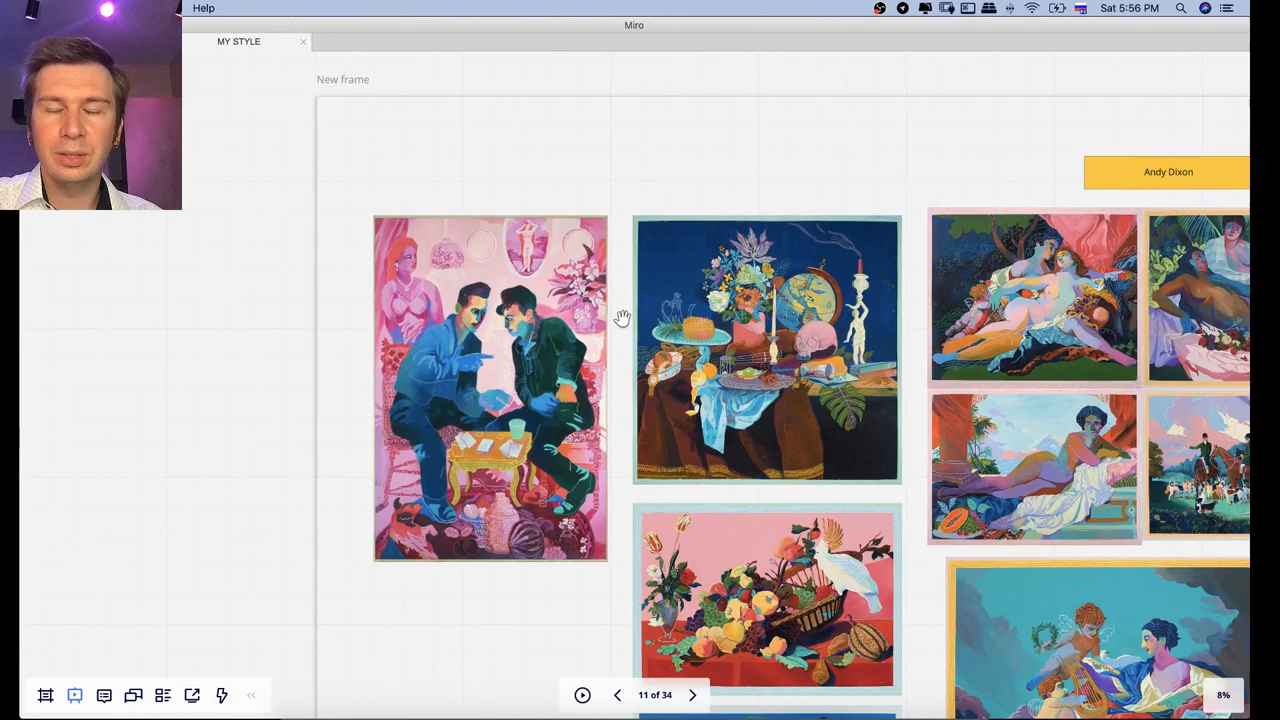 Help
Sat 5:56 PM
Miro
MY STYLE
New frame
Andy Dixon
11 of 34
8%